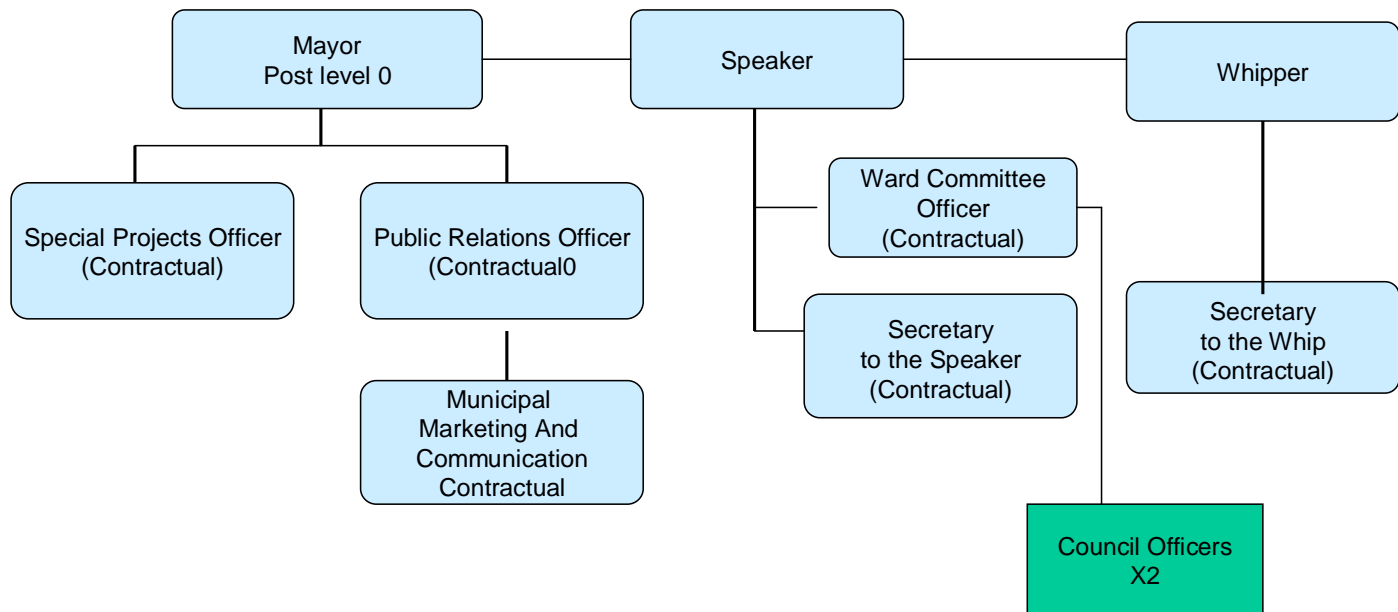 Mayor
Post level 0
Speaker
Whipper
Special Projects Officer
(Contractual)
Public Relations Officer
(Contractual0
Ward Committee
Officer
(Contractual)
Secretary
to the Speaker
(Contractual)
Secretary
to the Whip
(Contractual)
Municipal
Marketing And
Communication
Contractual
Council Officers
X2